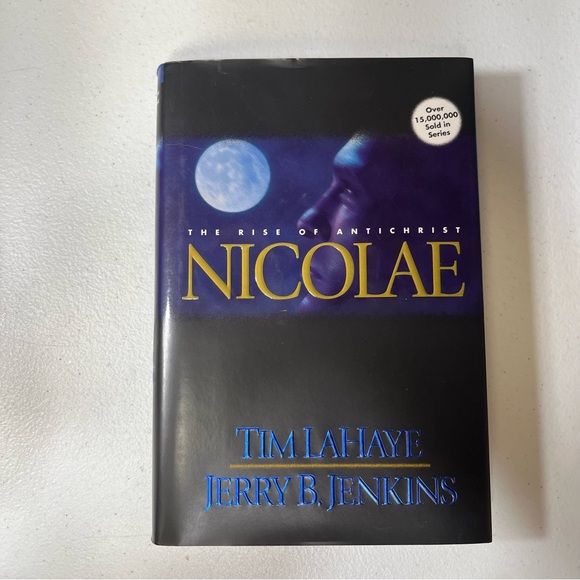 Over
15,000,000
Sold in
Series
THE RISE OF ANTICHRIST
NICOLAE
TIM LAHAYE
JERRY B. JENKINS